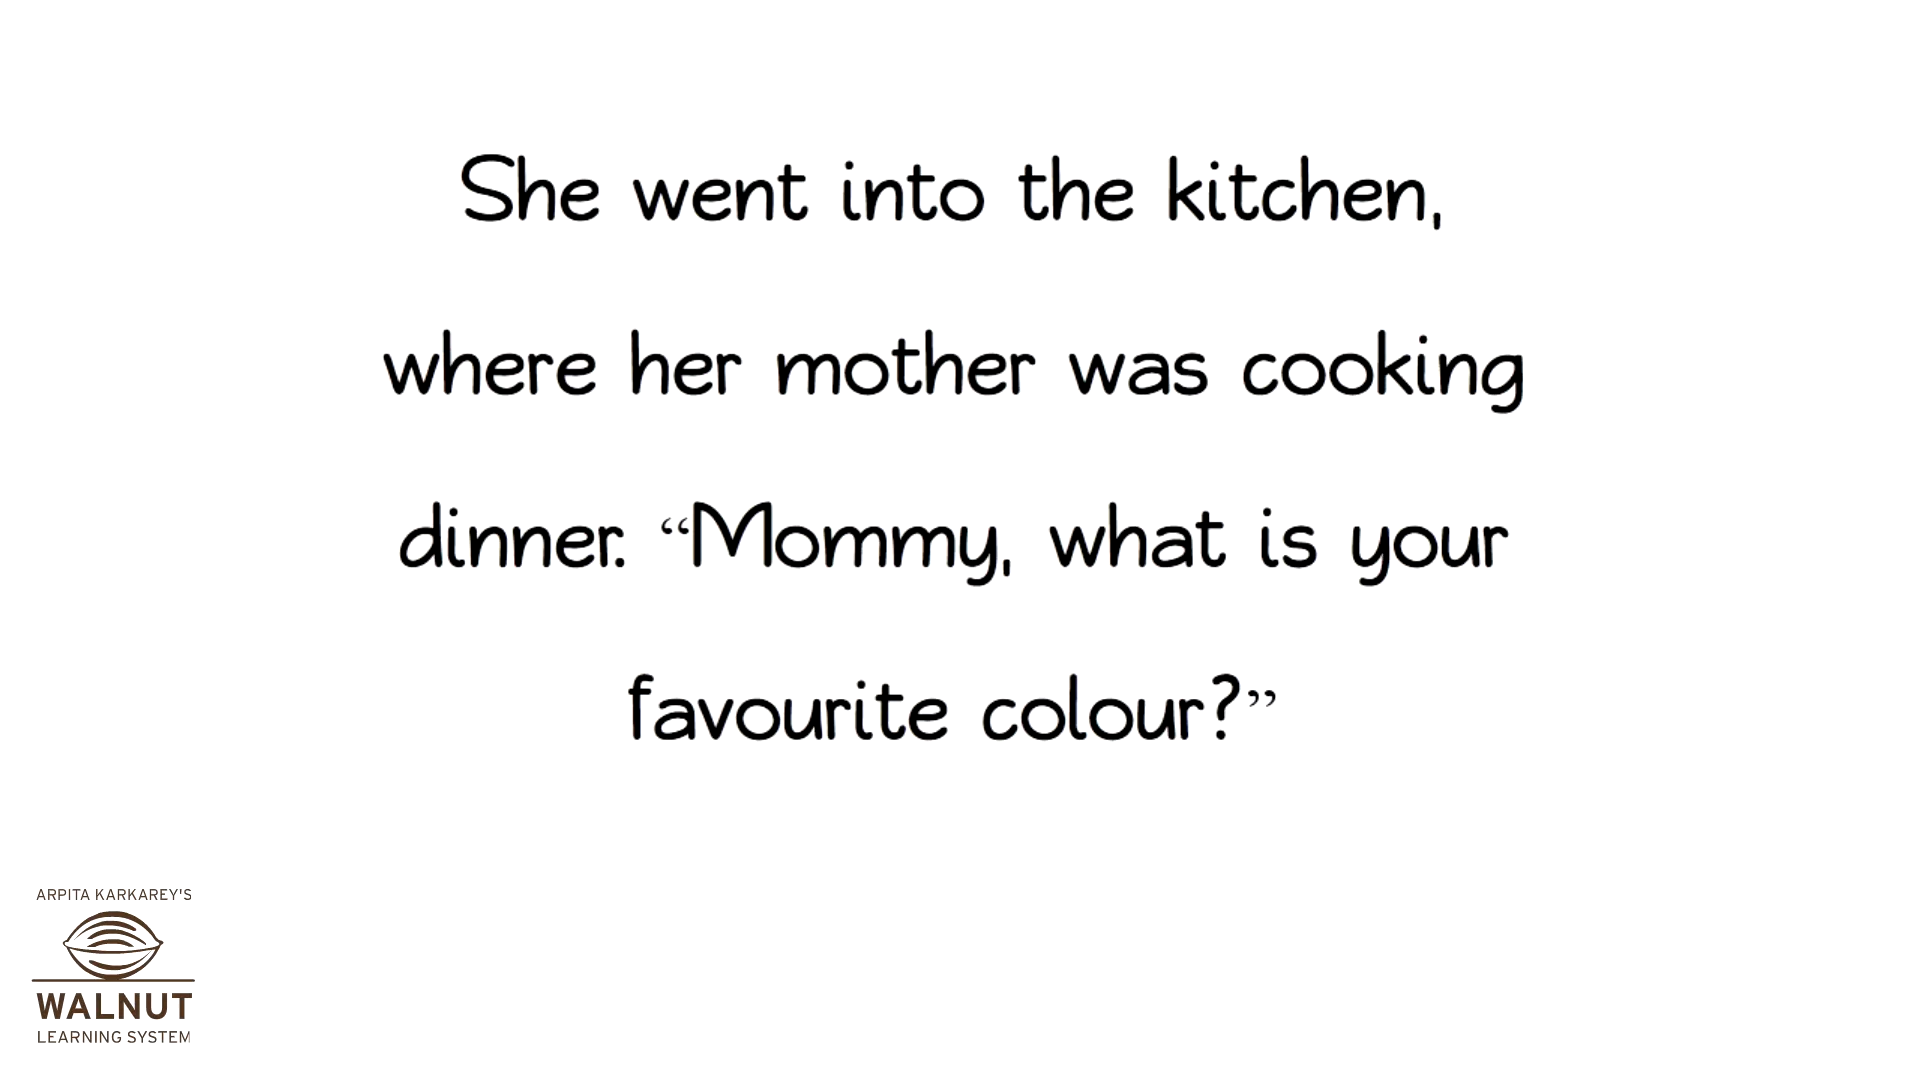 She went into the kitchen,
where her mother was cooking
dinner. “Mommy, what is your
favourite colour?”
ARPITA KARKAREY'S
WALNUT
LEARNING SYSTEM